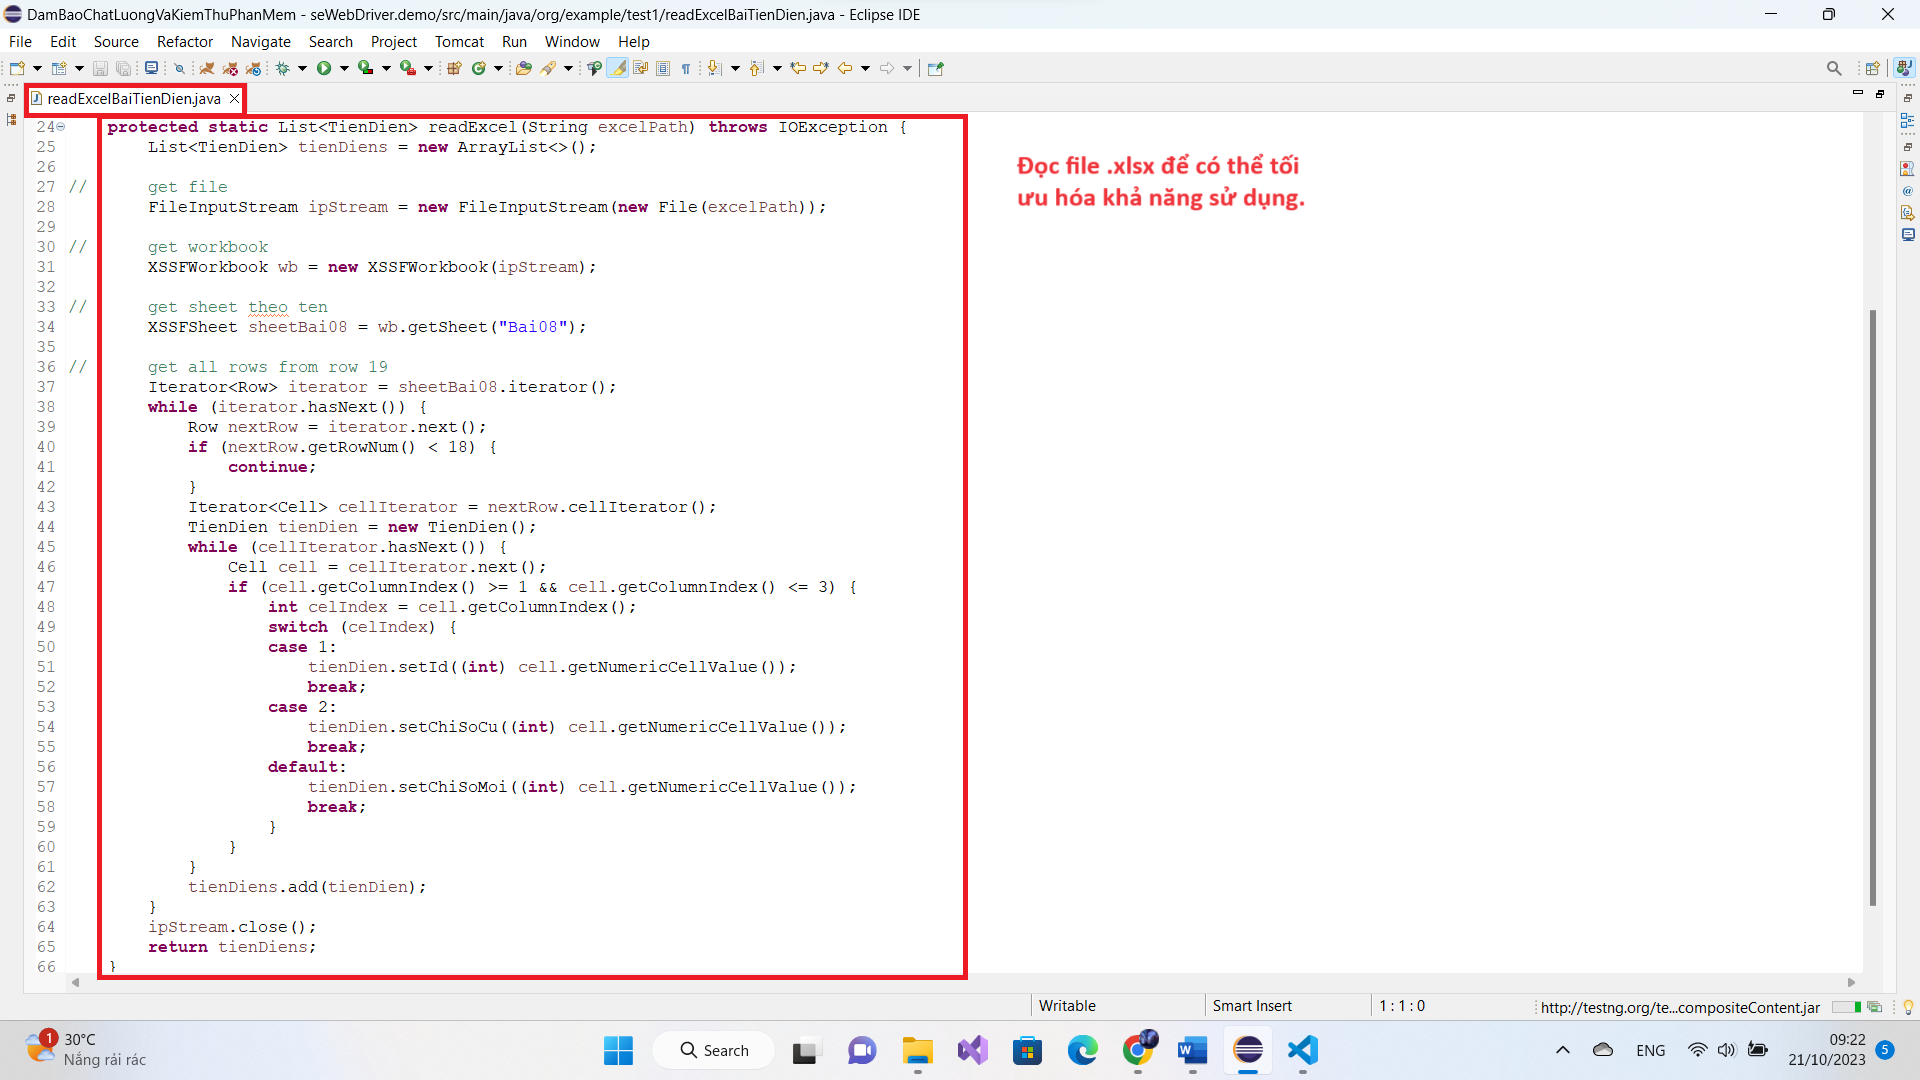 DamBaoChatLuongVaKiemThuPhanMem - seWebDriver.demo/src/main/java/org/example/test1/readExcelBaiTienDien.java - Eclipse IDE
File Edit Source Refactor Navigate Search Project Tomcat Run Window Help
readExcelBaiTienDien.java
24 protected static List<TienDien> readExcel(String excelPath) throws IOException {
25 List<TienDien> tienDiens = new ArrayList<>();
26
27 // get file
28 FileInputStream ipStream = new FileInputStream(new File(excelPath));
29
30 // get workbook
31 XSSFWorkbook wb = new XSSFWorkbook(ipStream);
32
33 // get sheet theo ten
34 XSSFSheet sheetBai08 = wb.getSheet("Bai08");
35
36 // get all rows from row 19
37 Iterator<Row> iterator = sheetBai08.iterator();
38 while (iterator.hasNext()) {
39 Row nextRow = iterator.next();
40 if (nextRow.getRowNum() < 18) {
41 continue;
42 }
43 Iterator<Cell> cellIterator = nextRow.cellIterator();
44 TienDien tienDien = new TienDien();
45 while (cellIterator.hasNext()) {
46 Cell cell = cellIterator.next();
47 if (cell.getColumnIndex() >= 1 && cell.getColumnIndex() <= 3) {
48 int celIndex = cell.getColumnIndex();
49 switch (celIndex) {
50 case 1:
51 tienDien.setId((int) cell.getNumericCellValue());
52 break;
53 case 2:
54 tienDien.setChiSoCu((int) cell.getNumericCellValue());
55 break;
56 default:
57 tienDien.setChiSoMoi((int) cell.getNumericCellValue());
58 break;
59 }
60 }
61 }
62 tienDiens.add(tienDien);
63 }
64 ipStream.close();
65 return tienDiens;
66 }
Đọc file .xlsx để có thể tối
ưu hóa khả năng sử dụng.
Writable Smart Insert 1 : 1 : 0 http://testng.org/te...compositeContent.jar
1 30°C
Nắng rải rác
Search
ENG
09:22
21/10/2023
5